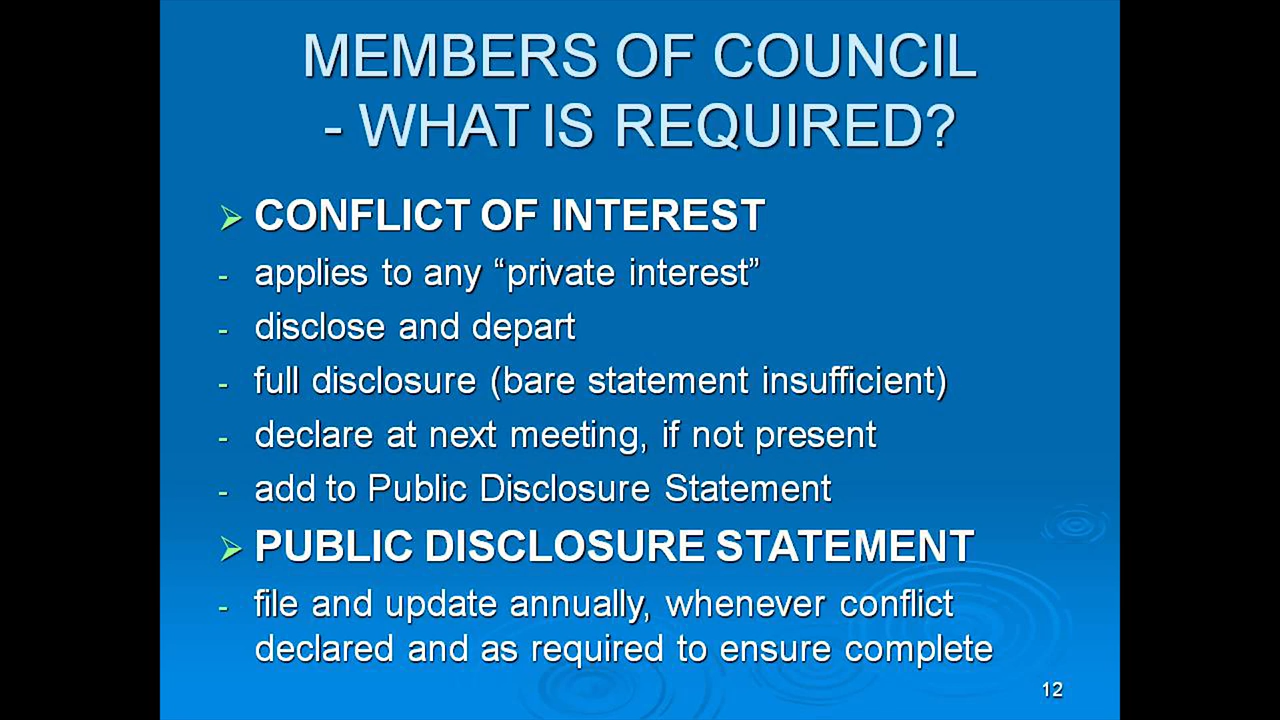 MEMBERS OF COUNCIL
- WHAT IS REQUIRED?
CONFLICT OF INTEREST
- applies to any “private interest”
- disclose and depart
- full disclosure (bare statement insufficient)
- declare at next meeting, if not present
- add to Public Disclosure Statement
PUBLIC DISCLOSURE STATEMENT
- file and update annually, whenever conflict
declared and as required to ensure complete
12